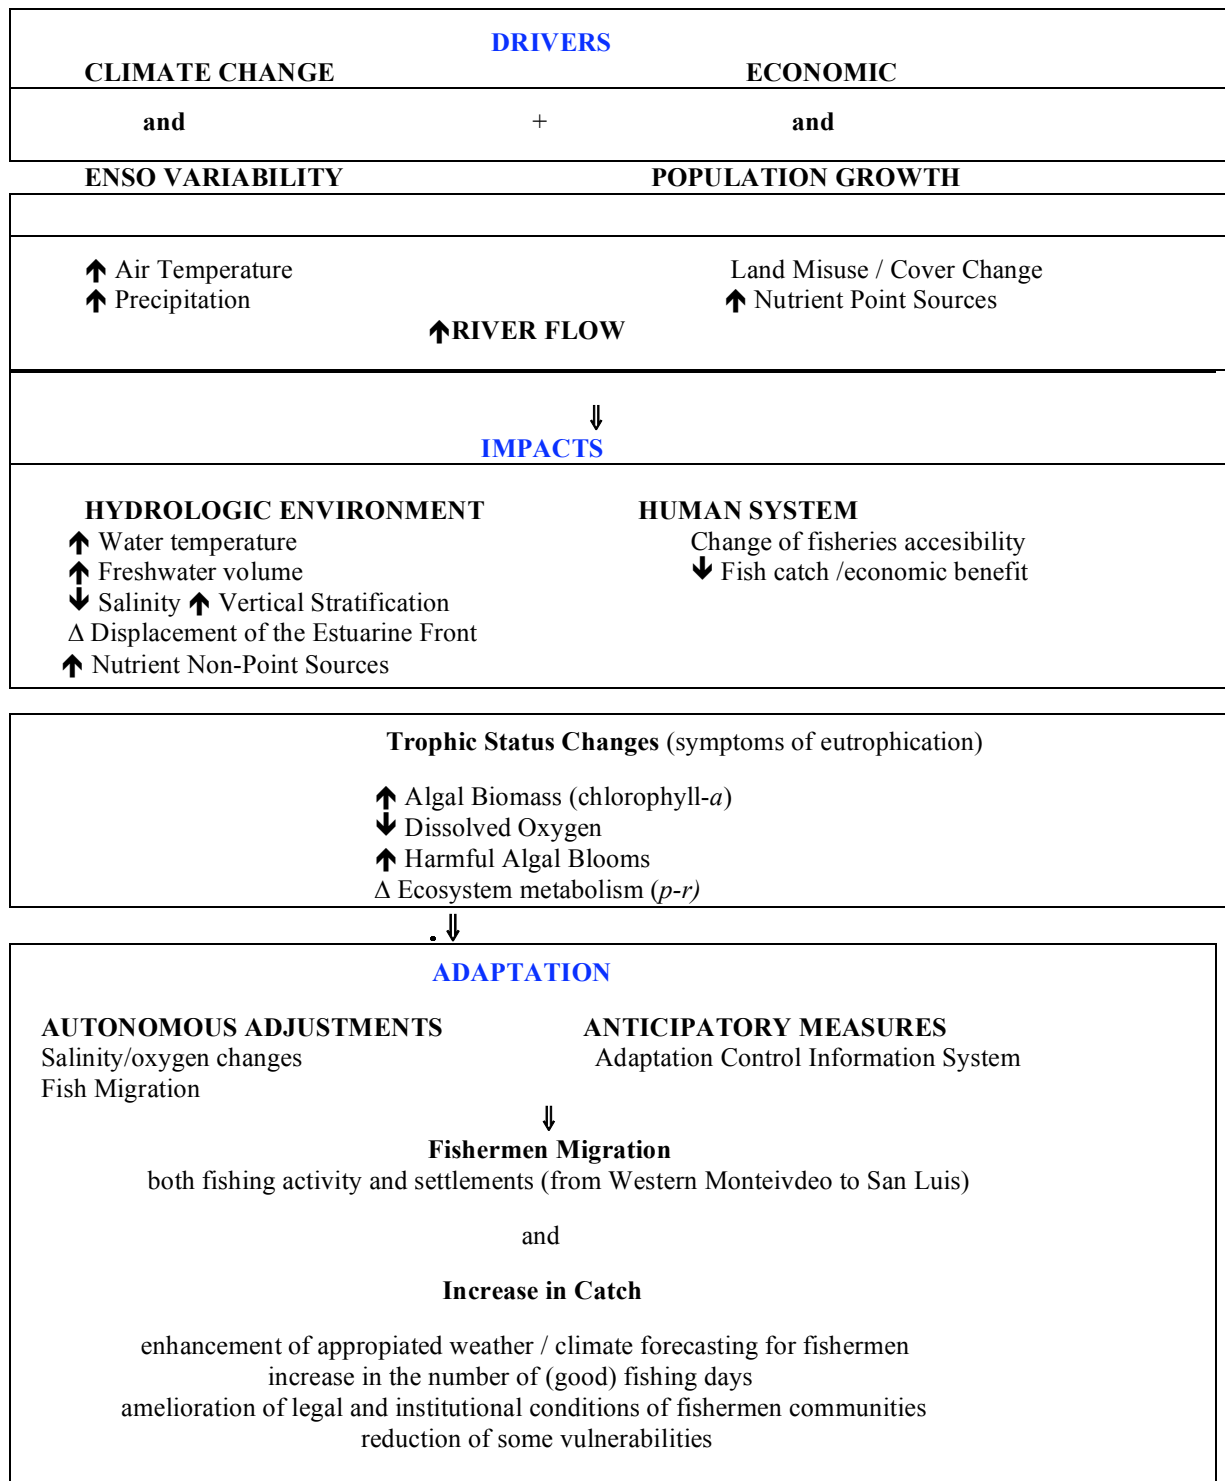 DRIVERS
CLIMATE CHANGE ECONOMIC
and + and
ENSO VARIABILITY POPULATION GROWTH
↑ Air Temperature Land Misuse / Cover Change
↑ Precipitation ↑ Nutrient Point Sources
↑RIVER FLOW
⇓
IMPACTS
HYDROLOGIC ENVIRONMENT HUMAN SYSTEM
↑ Water temperature Change of fisheries accesibility
↑ Freshwater volume ↓ Fish catch /economic benefit
↓ Salinity ↑ Vertical Stratification
Δ Displacement of the Estuarine Front
↑ Nutrient Non-Point Sources
Trophic Status Changes (symptoms of eutrophication)
↑ Algal Biomass (chlorophyll-a)
↓ Dissolved Oxygen
↑ Harmful Algal Blooms
Δ Ecosystem metabolism (p-r)
. ⇓
ADAPTATION
AUTONOMOUS ADJUSTMENTS ANTICIPATORY MEASURES
Salinity/oxygen changes Adaptation Control Information System
Fish Migration
⇓
Fishermen Migration
both fishing activity and settlements (from Western Monteivdeo to San Luis)
and
Increase in Catch
enhancement of appropiated weather / climate forecasting for fishermen
increase in the number of (good) fishing days
amelioration of legal and institutional conditions of fishermen communities
reduction of some vulnerabilities